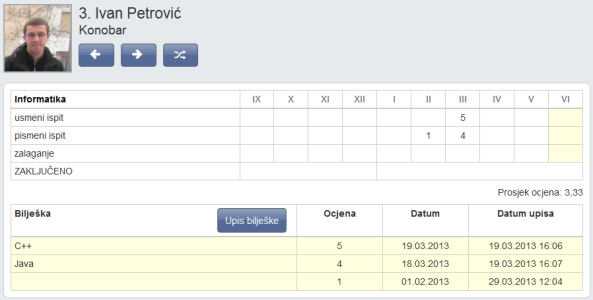 3. Ivan Petrović
Konobar
Informatika IX X XI XII I II III IV V VI
usmeni ispit 5
pismeni ispit 1 4
zalaganje
ZAKLJUČENO
Prosjek ocjena: 3,33
Bilješka Upis bilješke Ocjena Datum Datum upisa
C++ 5 19.03.2013 19.03.2013 16:06
Java 4 18.03.2013 19.03.2013 16:07
1 01.02.2013 29.03.2013 12:04